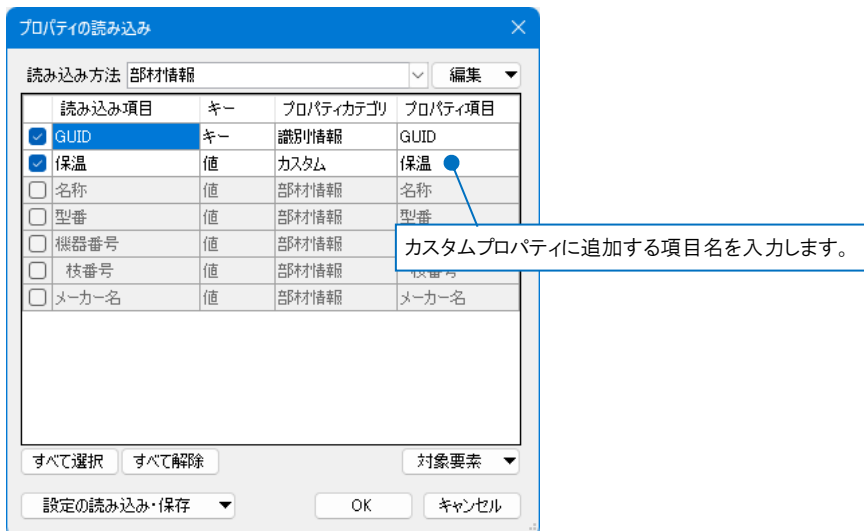 プロパティの読み込み
読み込み方法 部材情報 編集
読み込み項目 キー プロパティカテゴリ プロパティ項目
GUID キー 識別情報 GUID
保温 値 カスタム 保温
名称 値 部材情報 名称
型番 値 部材情報 型番
機器番号 値 部材情報
カスタムプロパティに追加する項目名を入力します。
枝番号 値 部材情報 枝番号
メーカー名 値 部材情報 メーカー名
すべて選択 すべて解除 対象要素
設定の読み込み・保存 OK キャンセル